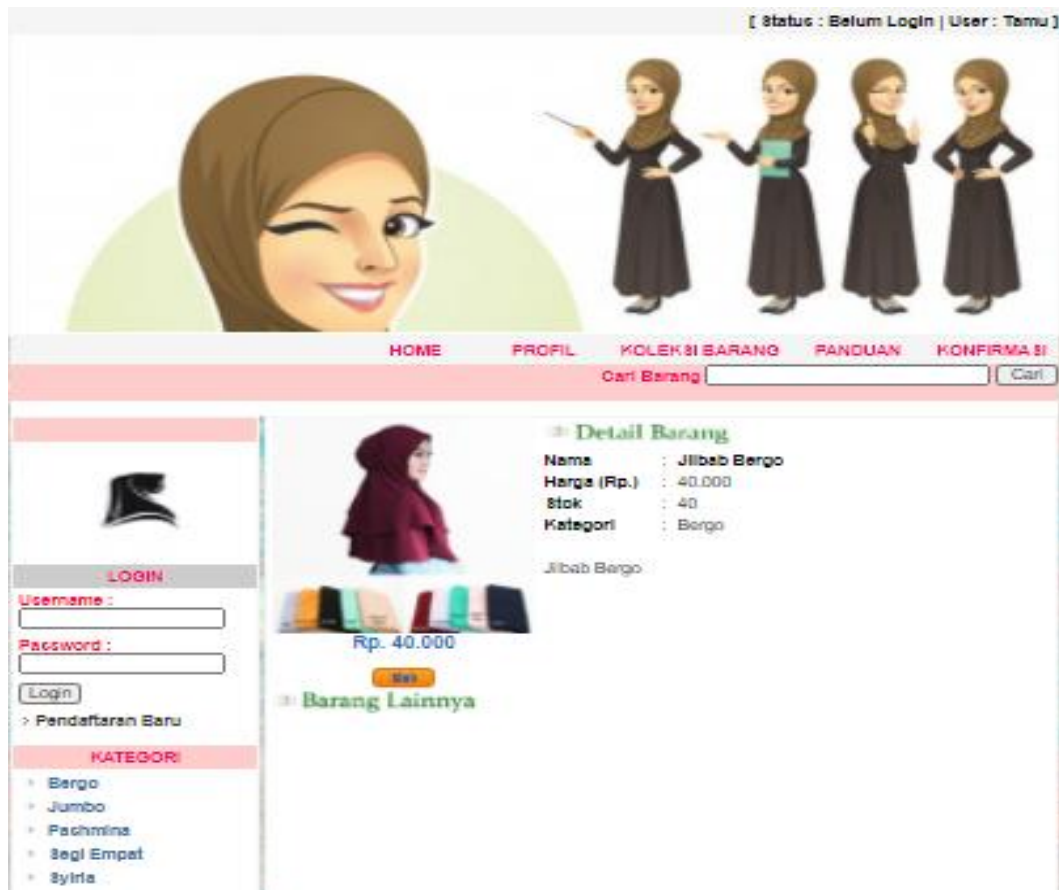 [ Status : Belum Login | User : Tamu ]
HOME PROFIL KOLEKSI BARANG PANDUAN KONFIRMASI
Cari Barang Cari
LOGIN
Username :
Password :
Login
> Pendaftaran Baru
KATEGORI
Bergo
Jumbo
Pashmina
Segi Empat
Syiria
Rp. 40.000
Beli
Detail Barang
Nama : Jilbab Bergo
Harga (Rp.) : 40.000
Stok : 40
Kategori : Bergo
Jilbab Bergo
Barang Lainnya